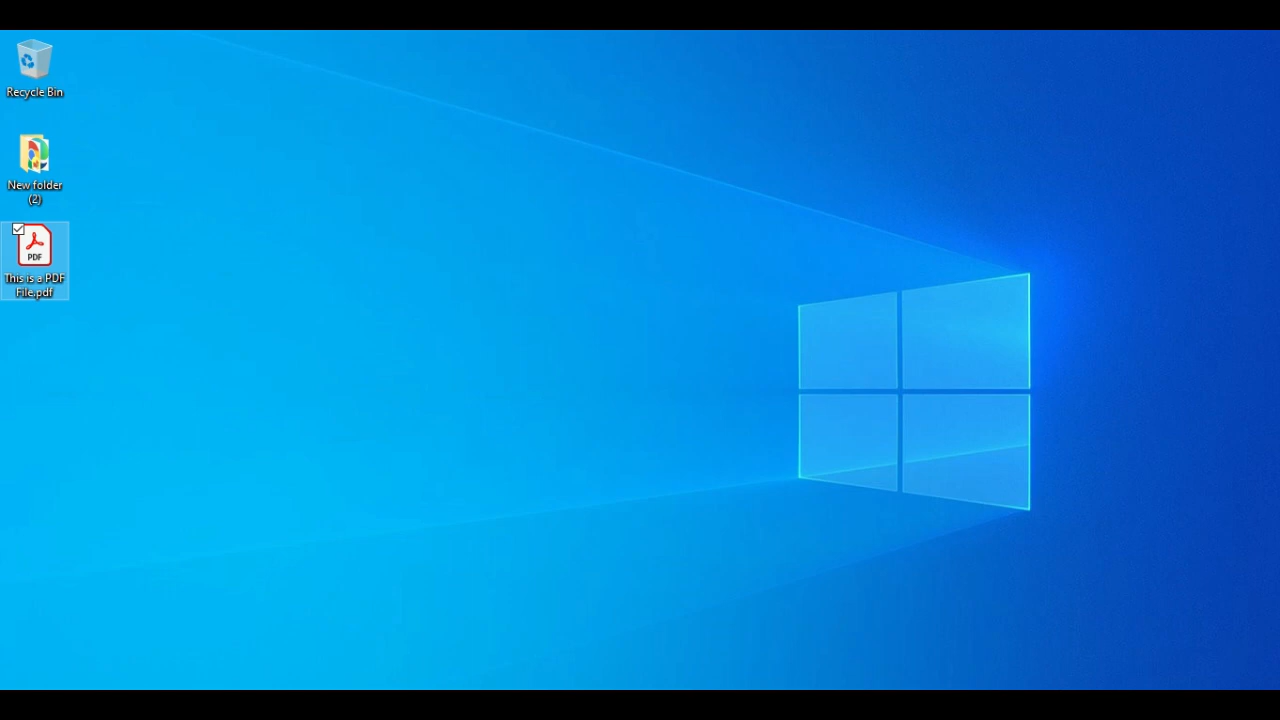 Recycle Bin
New folder
(2)
PDF
This is a PDF
File.pdf